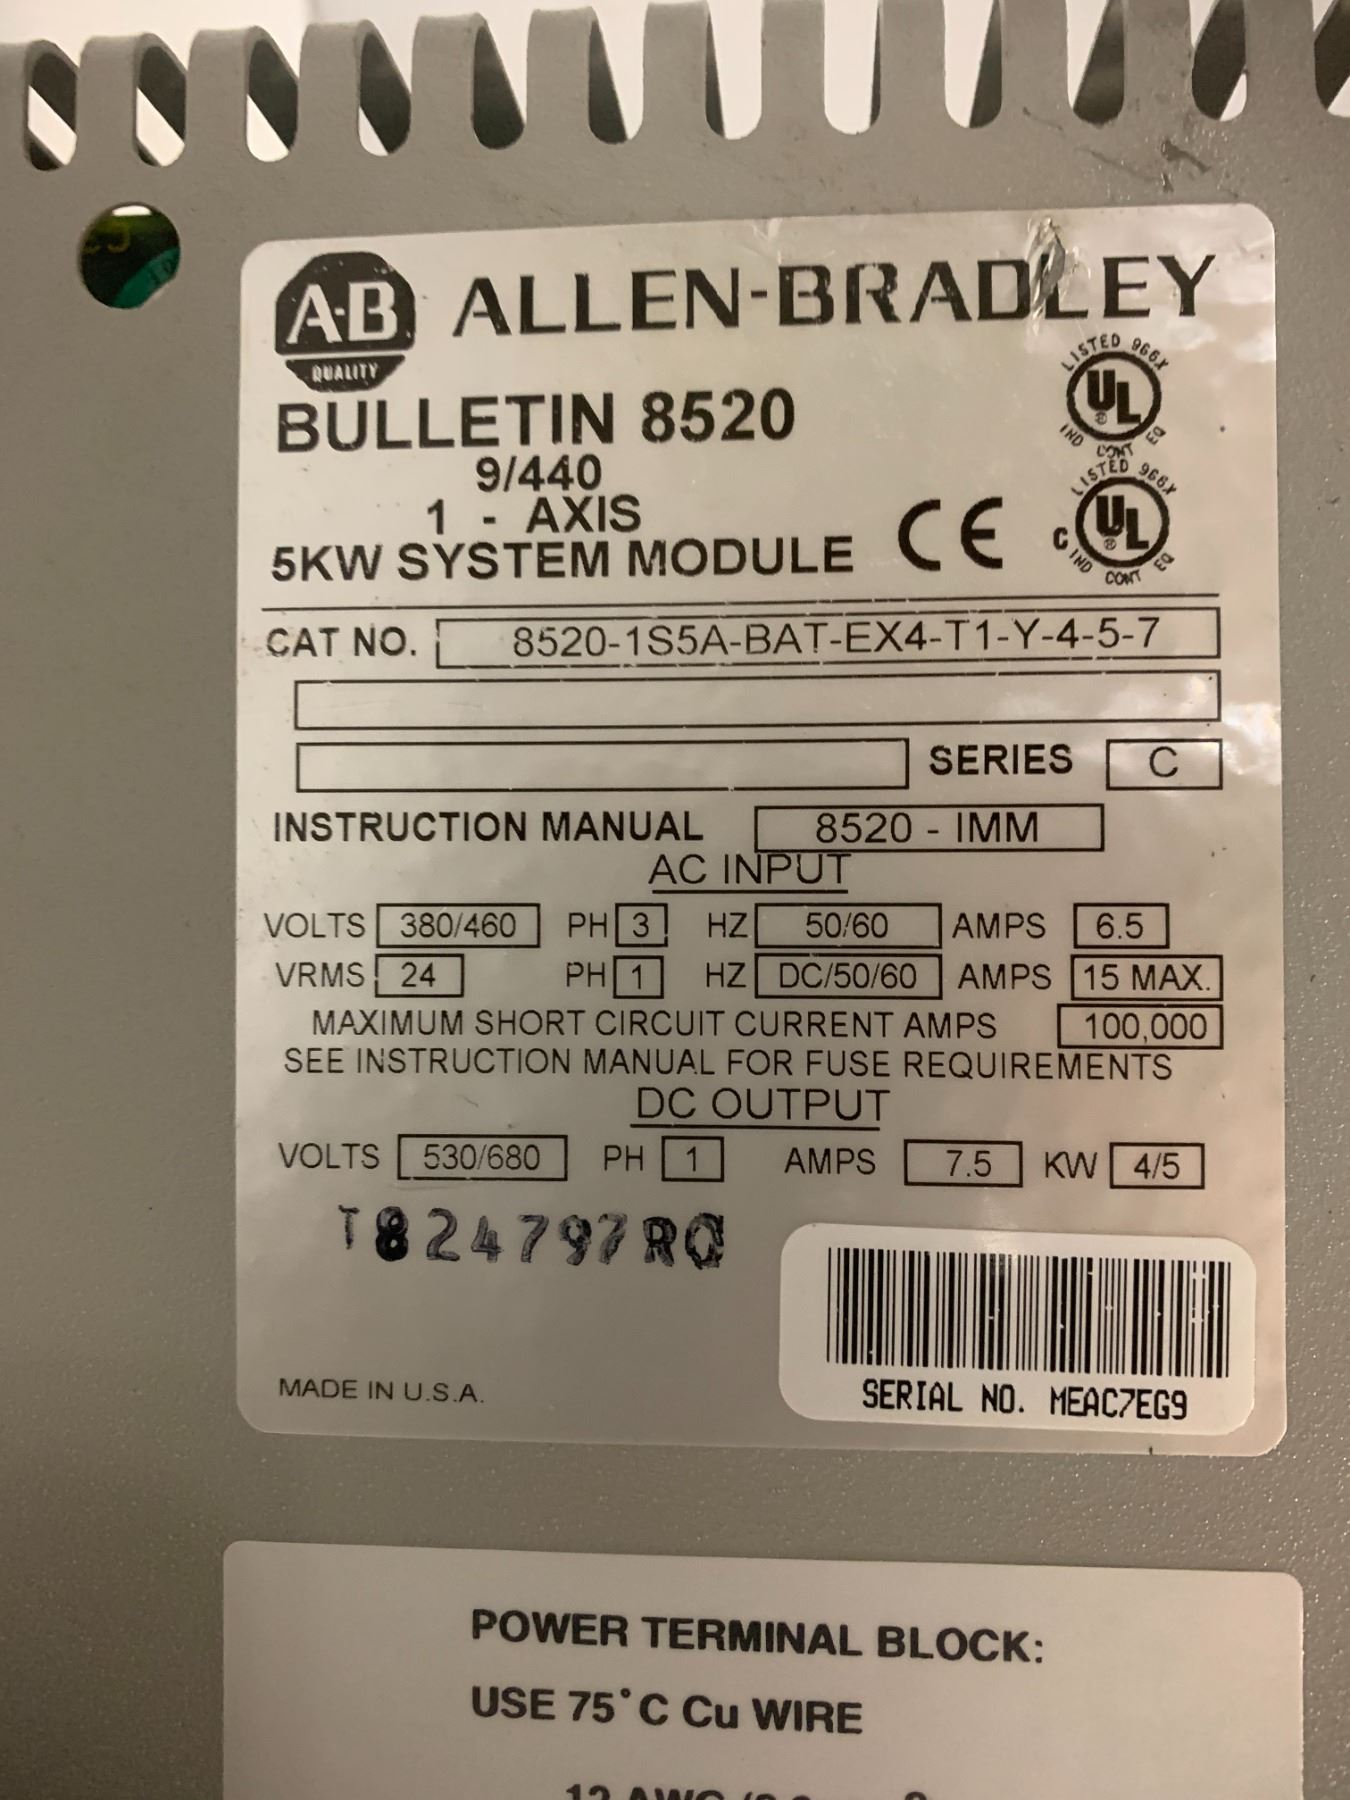 A-B ALLEN-BRADLEY
QUALITY
BULLETIN 8520
9/440
1 - AXIS
5KW SYSTEM MODULE
CE
LISTED 966X
UL ®
IND CONT EQ
LISTED 966X
C UL ®
IND CONT EQ
CAT NO. 8520-1S5A-BAT-EX4-T1-Y-4-5-7
SERIES C
INSTRUCTION MANUAL 8520 - IMM
AC INPUT
VOLTS 380/460 PH 3 HZ 50/60 AMPS 6.5
VRMS 24 PH 1 HZ DC/50/60 AMPS 15 MAX.
MAXIMUM SHORT CIRCUIT CURRENT AMPS 100,000
SEE INSTRUCTION MANUAL FOR FUSE REQUIREMENTS
DC OUTPUT
VOLTS 530/680 PH 1 AMPS 7.5 KW 4/5
MADE IN U.S.A.
SERIAL NO. MEAC7EG9
POWER TERMINAL BLOCK:
USE 75°C Cu WIRE
12 AWG